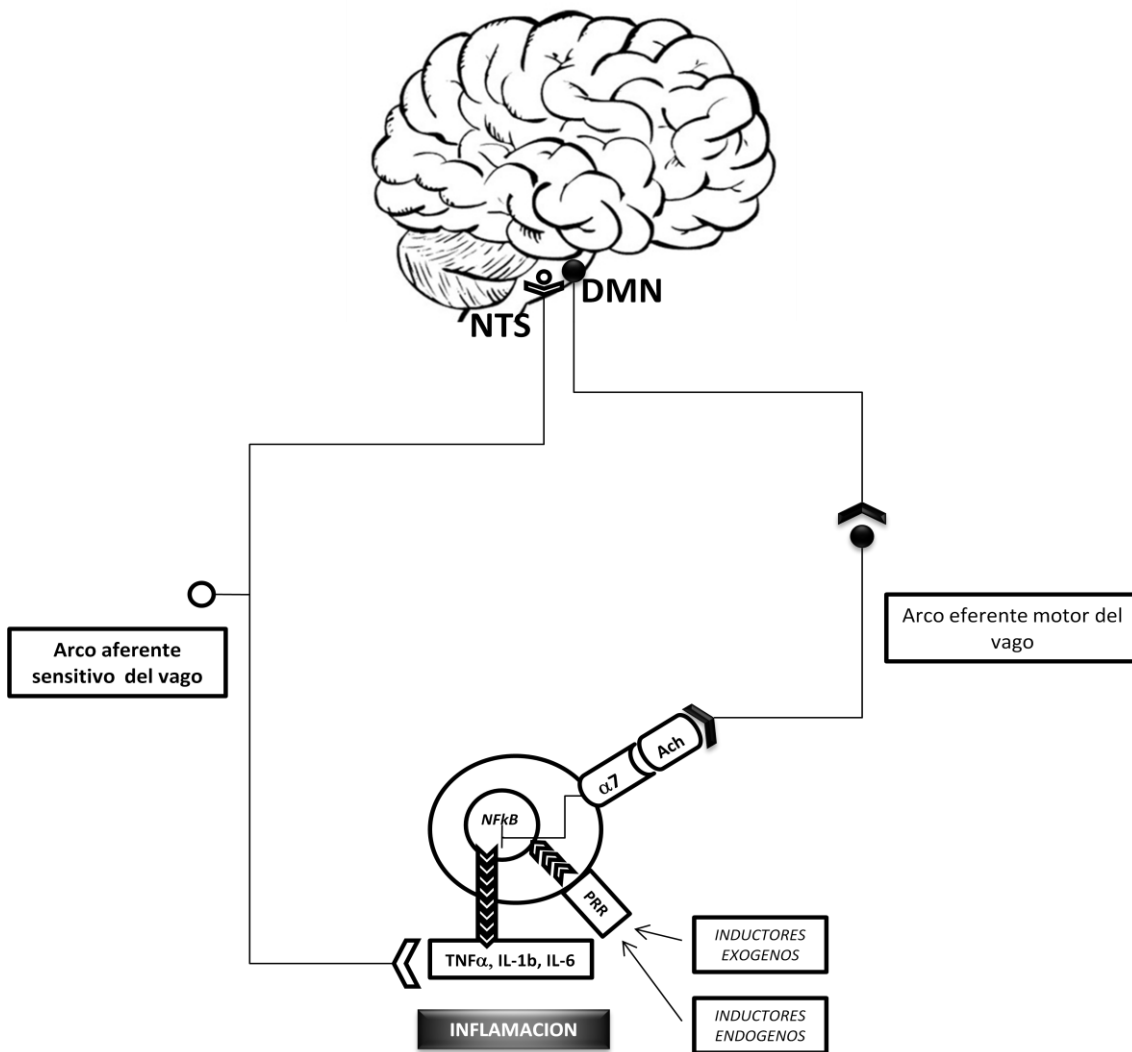 DMN
NTS
Arco aferente
sensitivo del vago
Arco eferente motor del
vago
Ach
α7
NFkB
PRR
TNFα, IL-1b, IL-6
INDUCTORES
EXOGENOS
INDUCTORES
ENDOGENOS
INFLAMACION